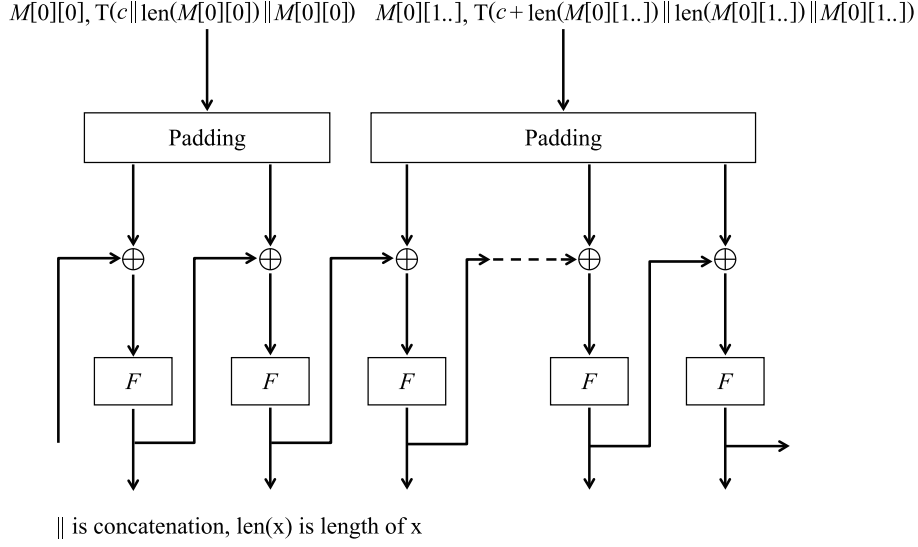 M[0][0], T(c‖len(M[0][0])‖M[0][0]) M[0][1..], T(c+len(M[0][1..])‖len(M[0][1..])‖M[0][1..])
Padding Padding
F F F F F
‖ is concatenation, len(x) is length of x